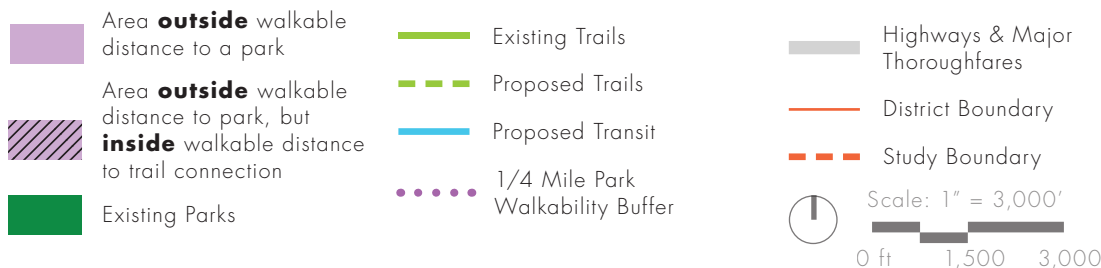 Area outside walkable
distance to a park
Area outside walkable
distance to park, but
inside walkable distance
to trail connection
Existing Parks
Existing Trails
Proposed Trails
Proposed Transit
1/4 Mile Park
Walkability Buffer
Highways & Major
Thoroughfares
District Boundary
Study Boundary
Scale: 1” = 3,000’
0 ft 1,500 3,000